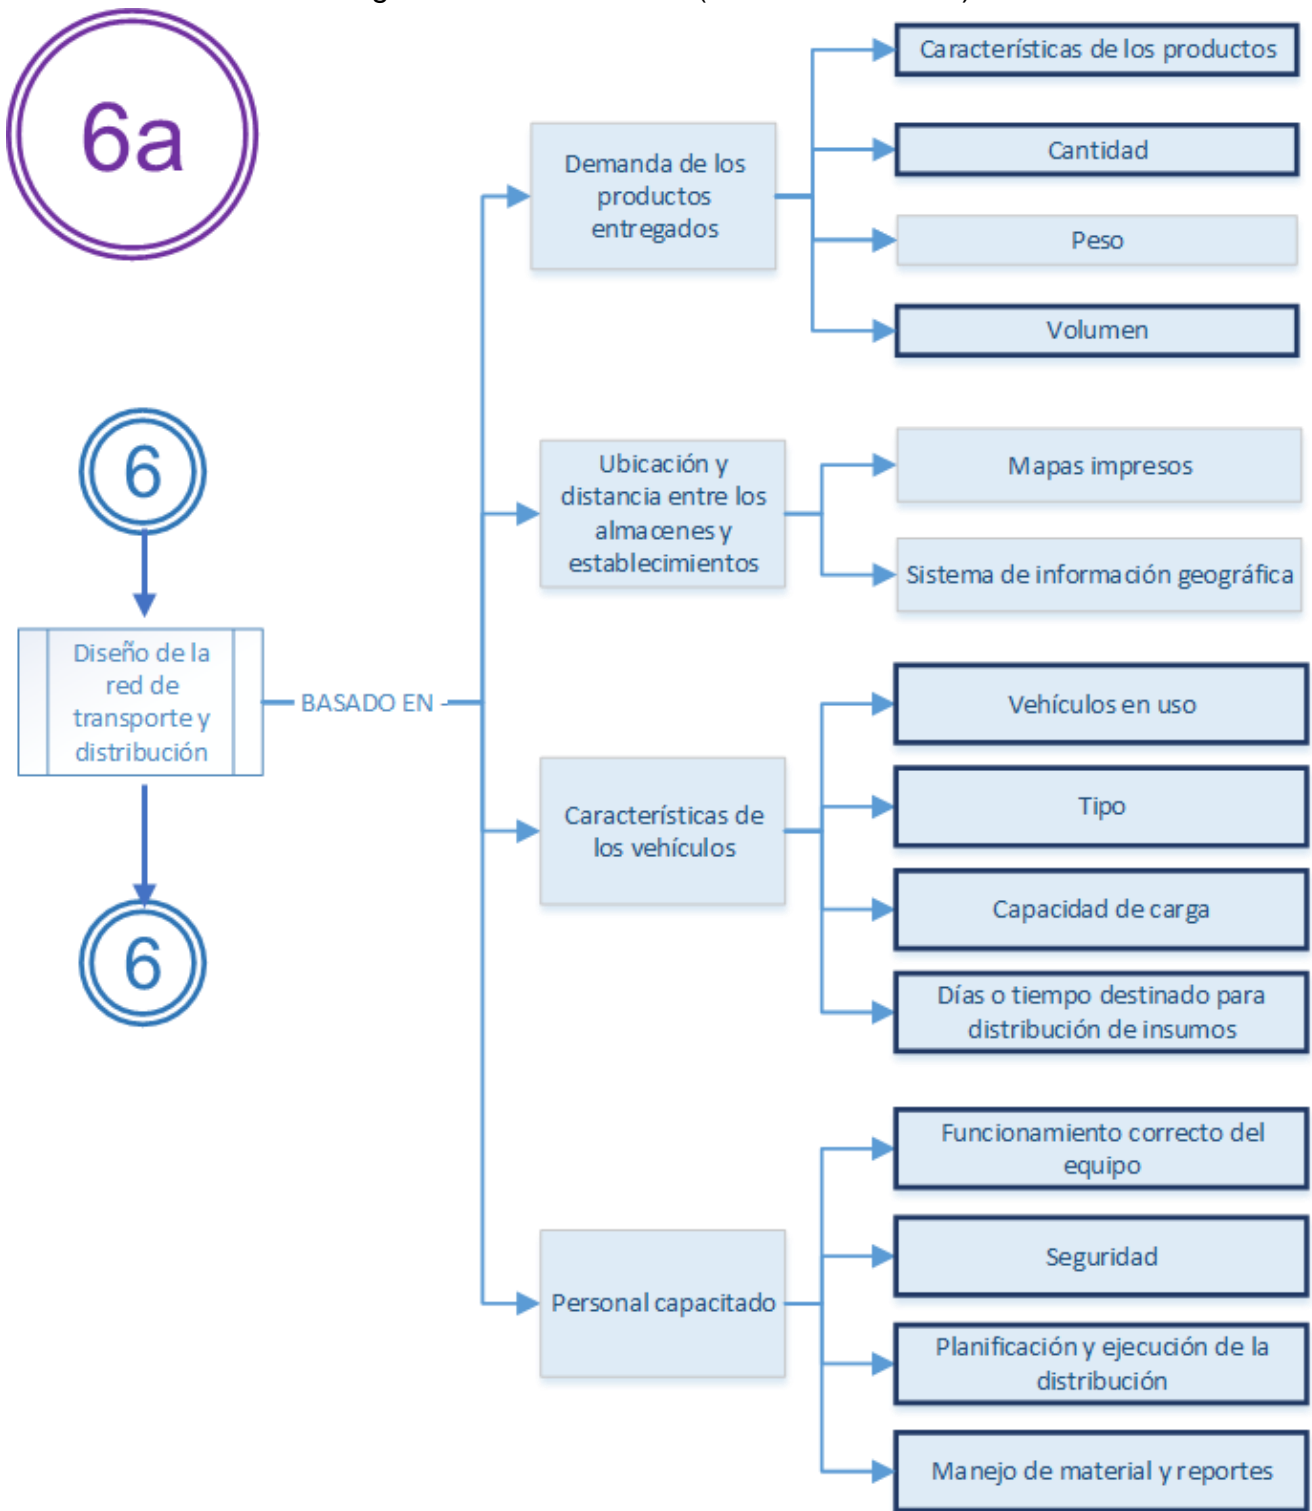 6a
Características de los productos
Demanda de los
productos
entregados
Cantidad
Peso
Volumen
6
Ubicación y
distancia entre los
almacenes y
establecimientos
Mapas impresos
Sistema de información geográfica
Diseño de la
red de
transporte y
distribución
BASADO EN
Características de
los vehículos
Vehículos en uso
Tipo
Capacidad de carga
Días o tiempo destinado para
distribución de insumos
6
Personal capacitado
Funcionamiento correcto del
equipo
Seguridad
Planificación y ejecución de la
distribución
Manejo de material y reportes